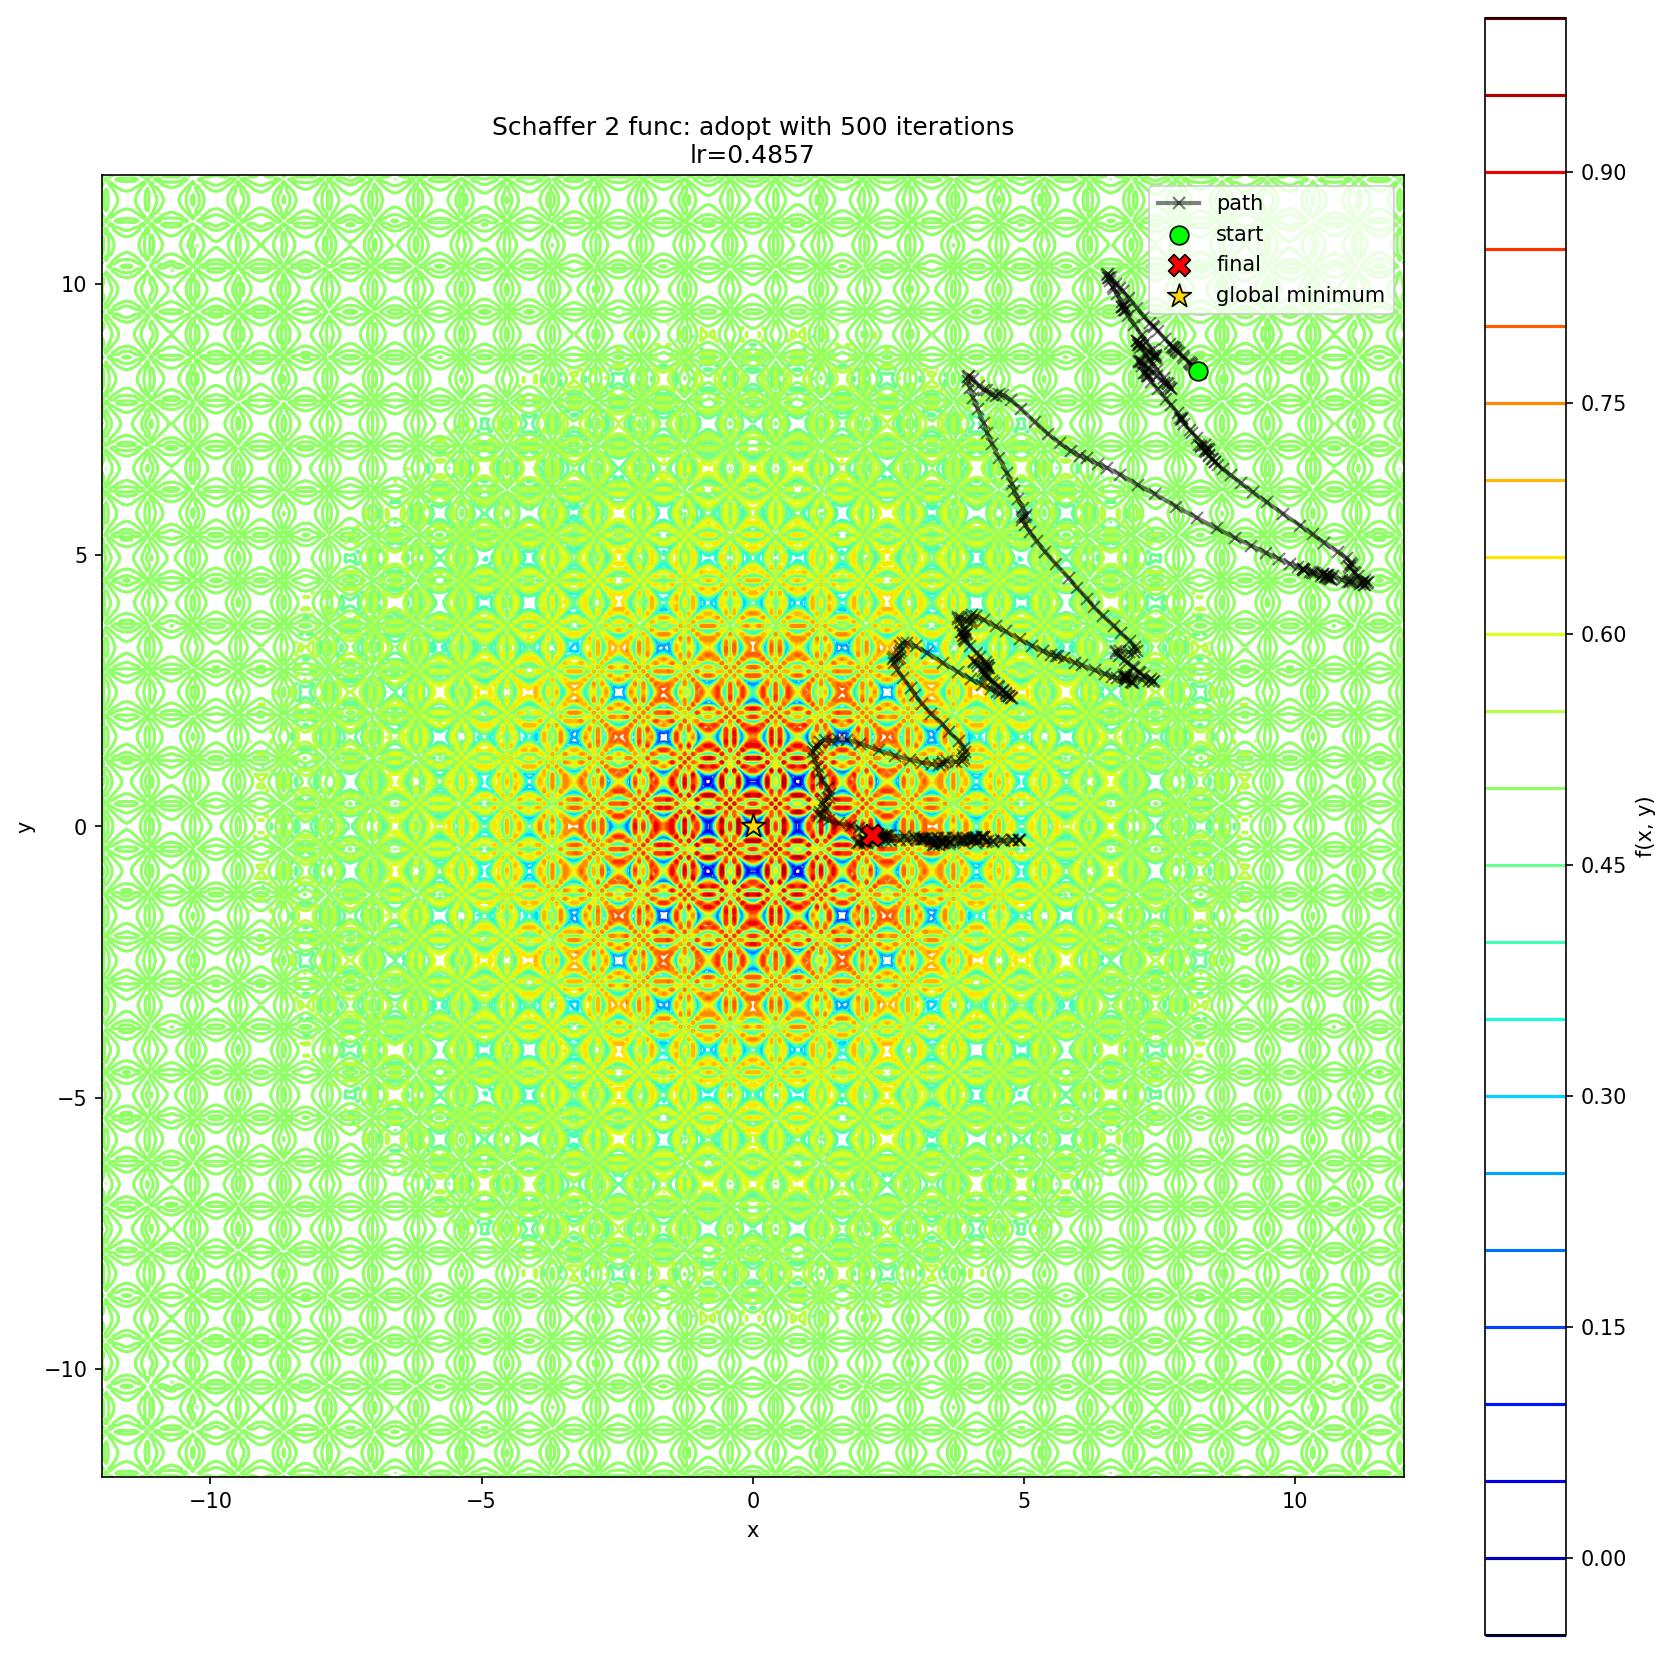 Schaffer 2 func: adopt with 500 iterations
lr=0.4857
path
start
final
global minimum
10
5
0
−5
−10
y
−10
−5
0
5
10
x
0.90
0.75
0.60
0.45
0.30
0.15
0.00
f(x, y)